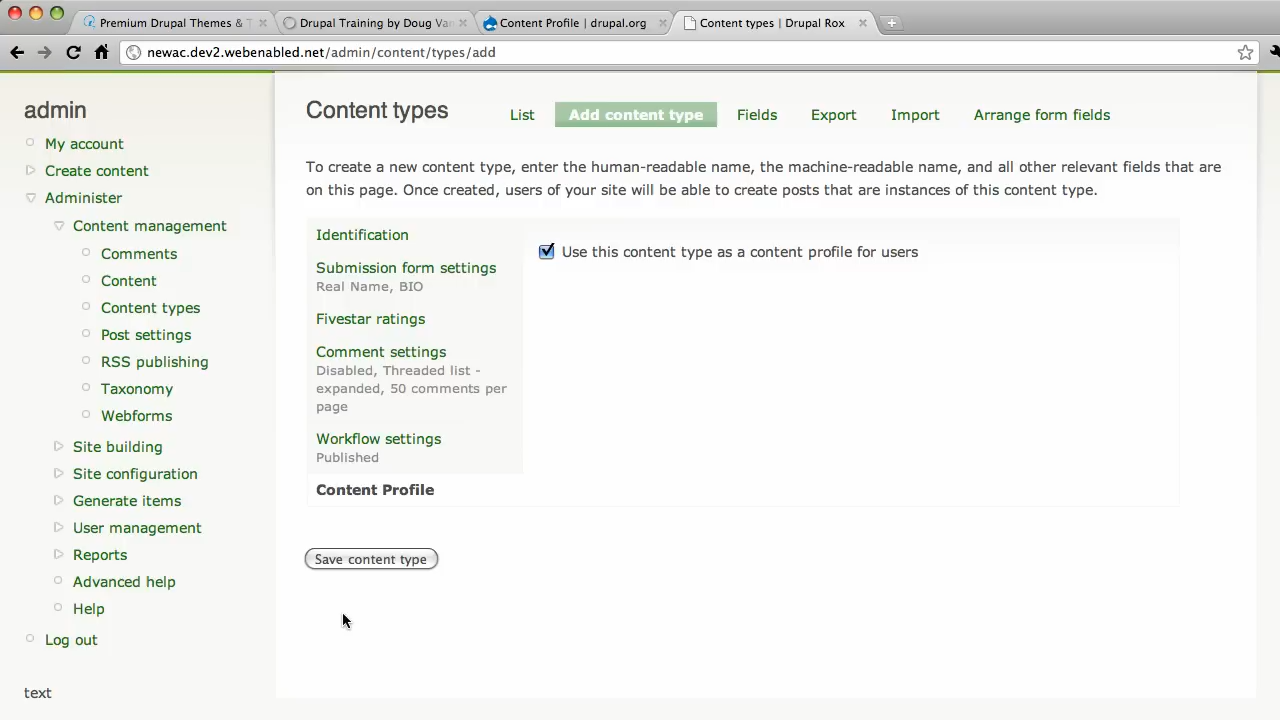 Premium Drupal Themes & T
Drupal Training by Doug Van
Content Profile | drupal.org
Content types | Drupal Rox
newac.dev2.webenabled.net/admin/content/types/add
admin
My account
Create content
Administer
Content management
Comments
Content
Content types
Post settings
RSS publishing
Taxonomy
Webforms
Site building
Site configuration
Generate items
User management
Reports
Advanced help
Help
Log out
text
Content types
List
Add content type
Fields
Export
Import
Arrange form fields
To create a new content type, enter the human-readable name, the machine-readable name, and all other relevant fields that are
on this page. Once created, users of your site will be able to create posts that are instances of this content type.
Identification
Submission form settings
Real Name, BIO
Fivestar ratings
Comment settings
Disabled, Threaded list -
expanded, 50 comments per
page
Workflow settings
Published
Content Profile
Use this content type as a content profile for users
Save content type